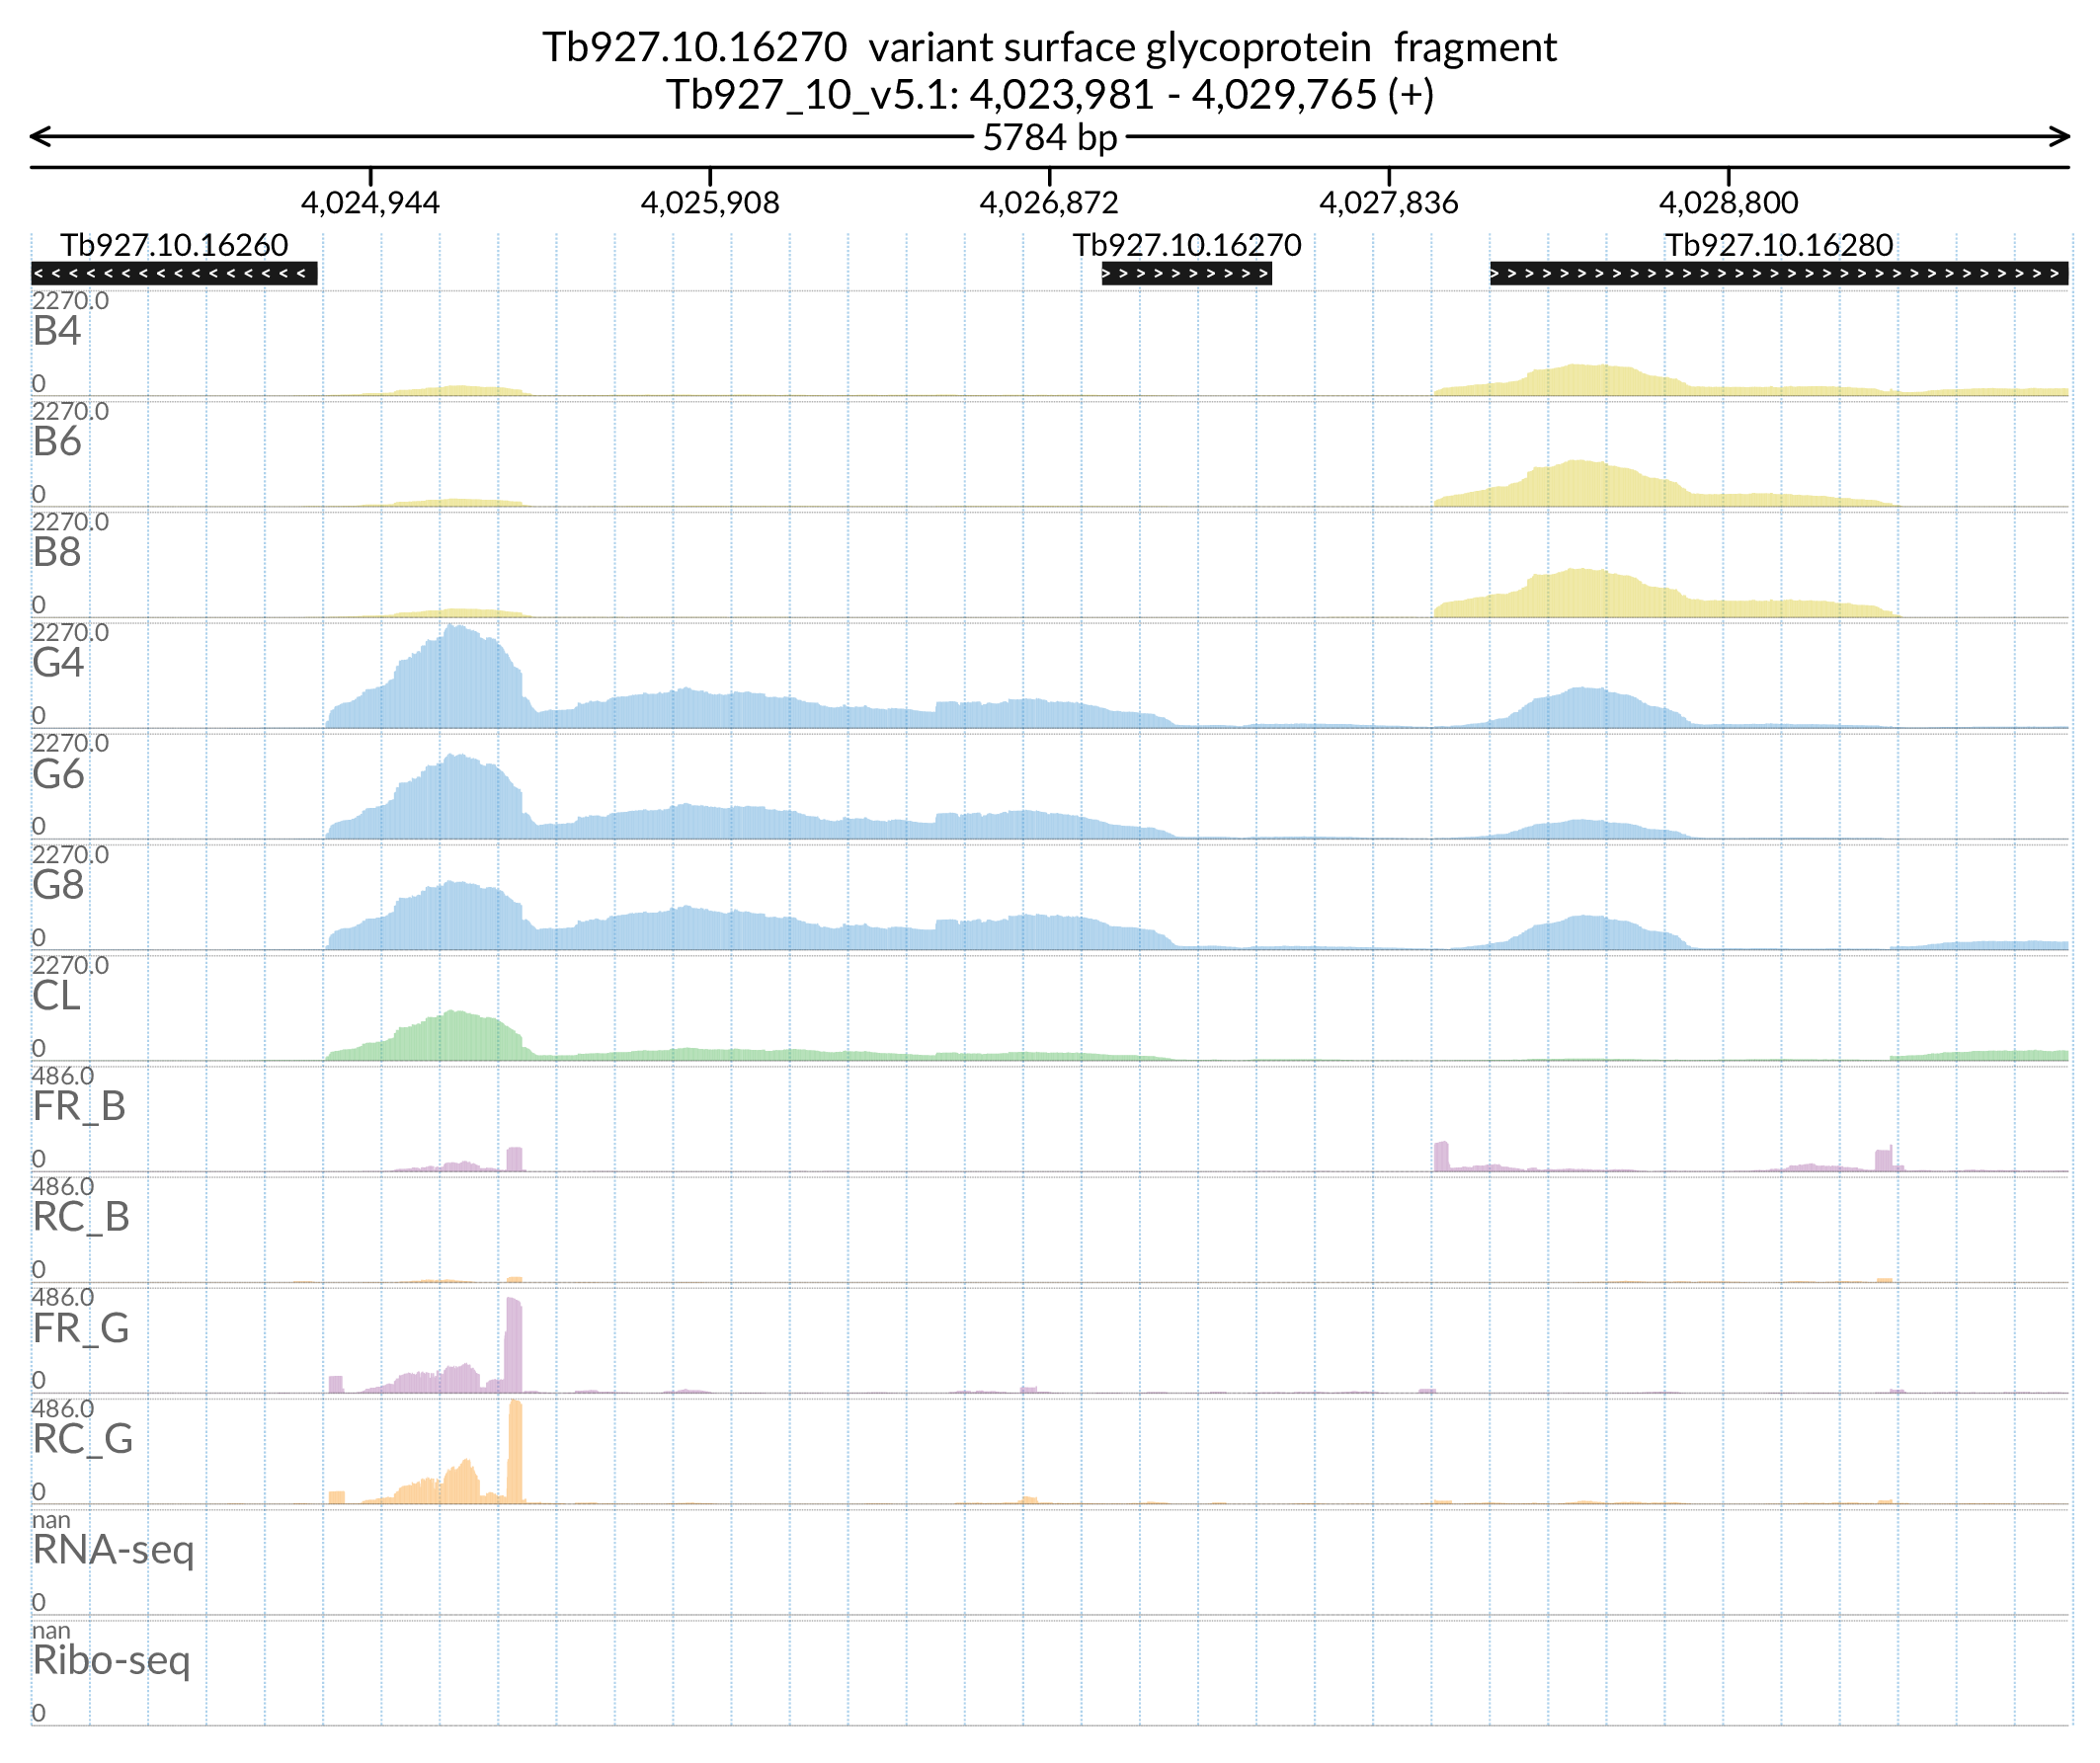 Tb927.10.16270 variant surface glycoprotein fragment
Tb927_10_v5.1: 4,023,981 - 4,029,765 (+)
5784 bp
4,024,944 4,025,908 4,026,872 4,027,836 4,028,800
Tb927.10.16260 Tb927.10.16270 Tb927.10.16280
2270.0
B4
0
2270.0
B6
0
2270.0
B8
0
2270.0
G4
0
2270.0
G6
0
2270.0
G8
0
2270.0
CL
0
486.0
FR_B
0
486.0
RC_B
0
486.0
FR_G
0
486.0
RC_G
0
nan
RNA-seq
0
nan
Ribo-seq
0